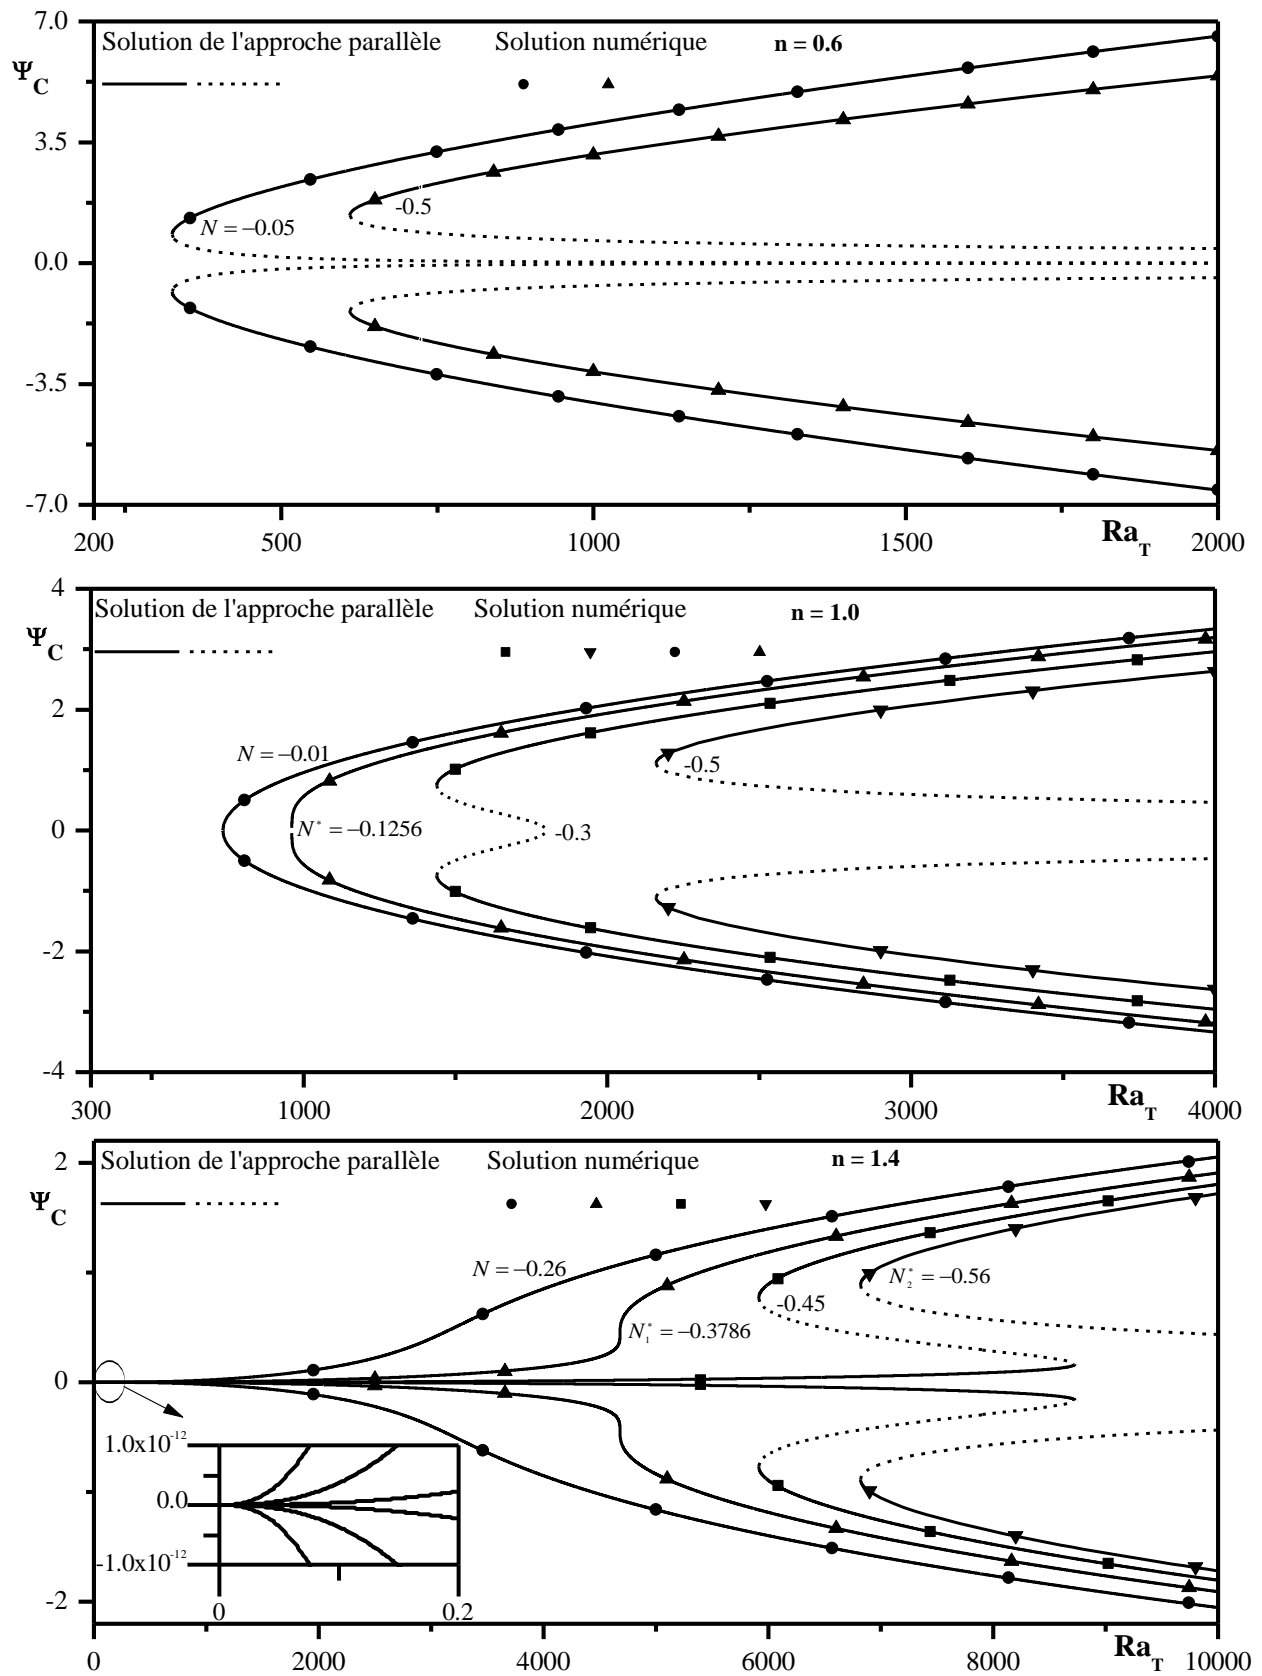 7.0
Solution de l'approche parallèle Solution numérique n = 0.6
Ψ_C
3.5
-0.5
N = −0.05
0.0
-3.5
-7.0
200 500 1000 1500 Ra_T 2000
4
Solution de l'approche parallèle Solution numérique n = 1.0
Ψ_C
2
N = −0.01
-0.5
0
N* = −0.1256
-0.3
-2
-4
300 1000 2000 3000 Ra_T 4000
2
Solution de l'approche parallèle Solution numérique n = 1.4
Ψ_C
N = −0.26
N₂* = −0.56
-0.45
N₁* = −0.3786
0
1.0x10⁻¹²
0.0
-1.0x10⁻¹²
-2
0 0.2
0 2000 4000 6000 8000 Ra_T 10000